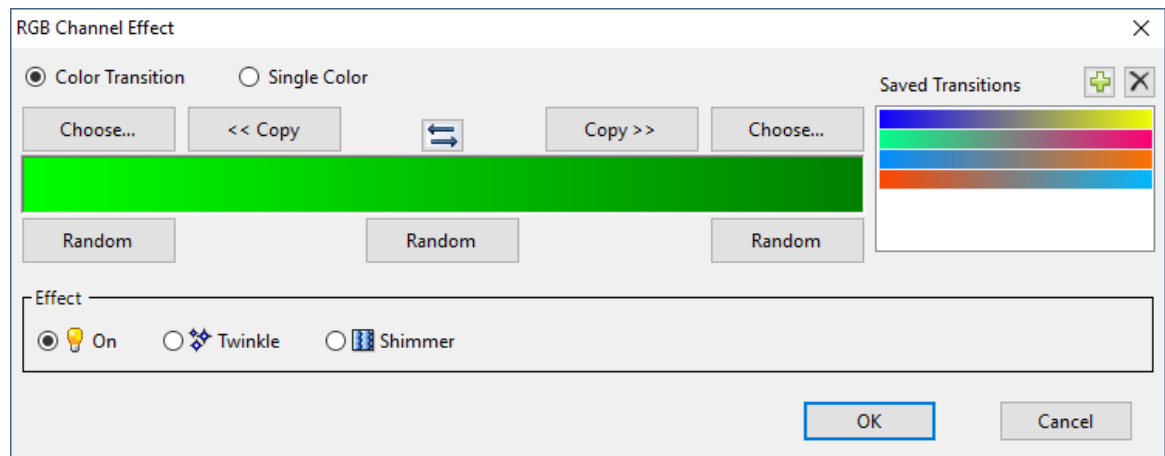 RGB Channel Effect
Color Transition Single Color
Saved Transitions
Choose... << Copy Copy >> Choose...
Random Random Random
Effect
On Twinkle Shimmer
OK Cancel